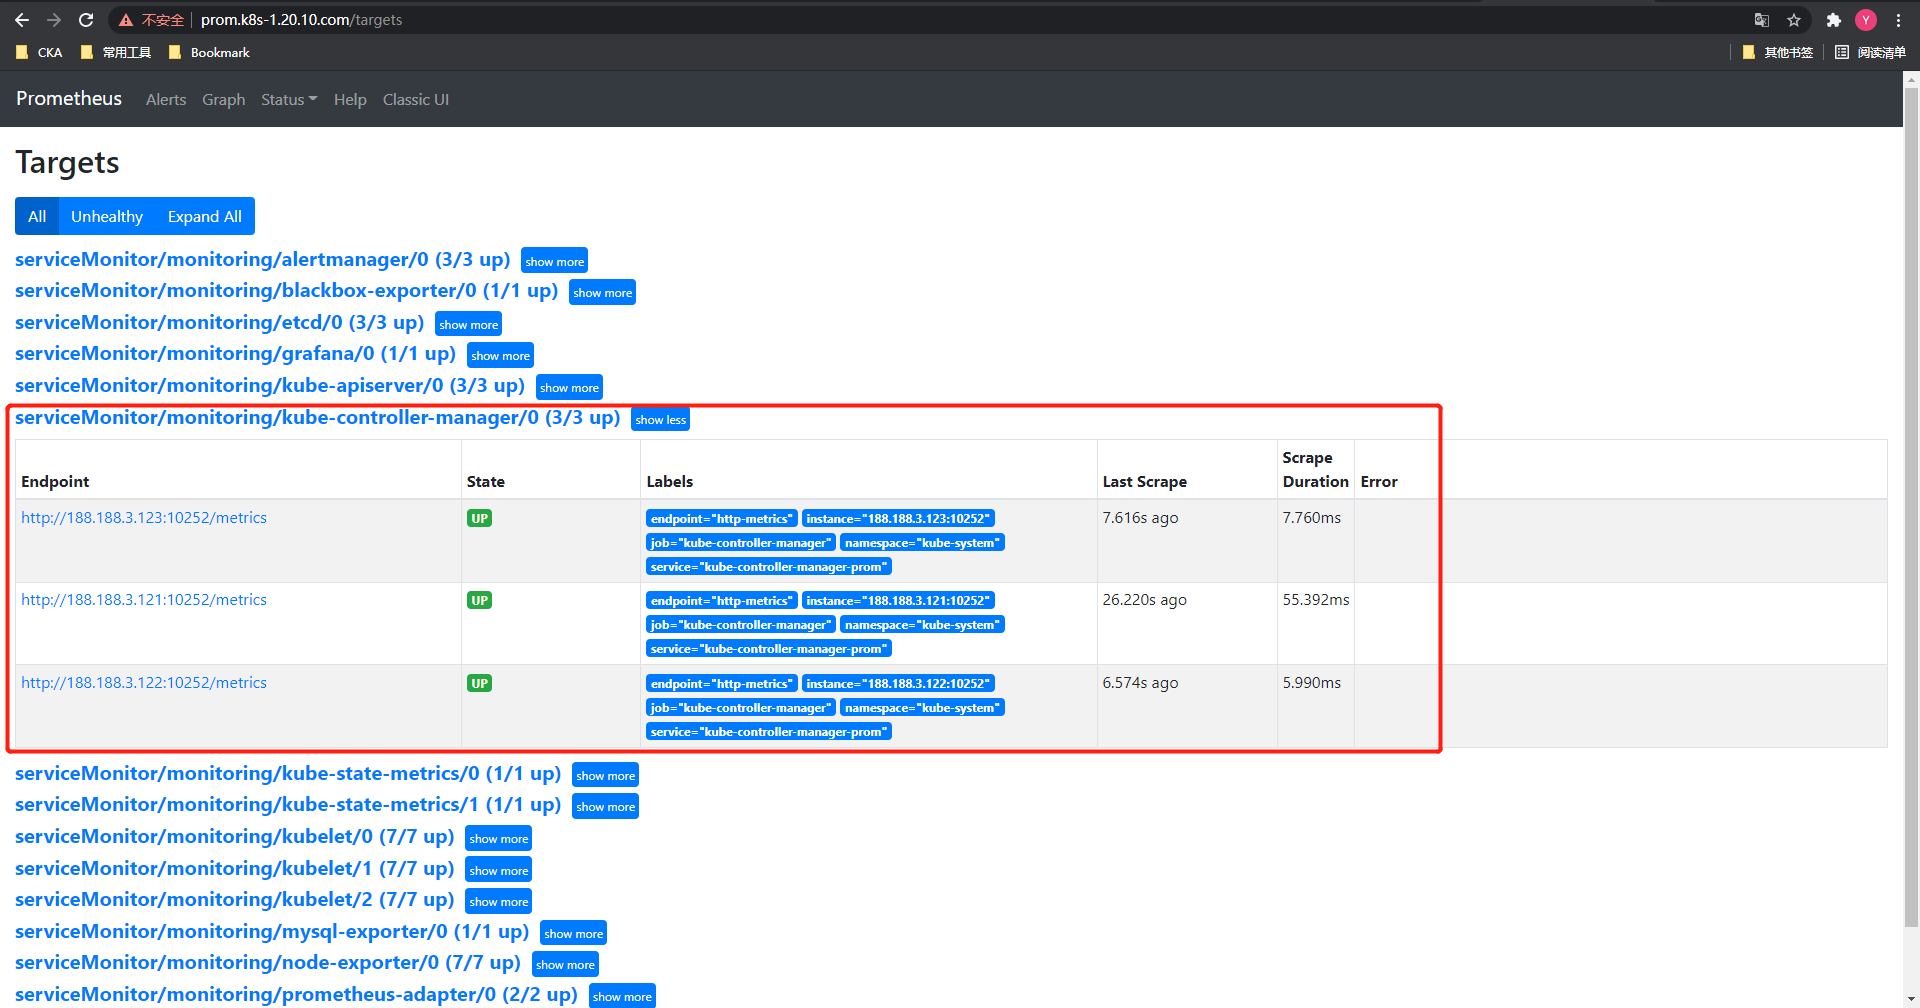 不安全 prom.k8s-1.20.10.com/targets Y
CKA 常用工具 Bookmark 其他书签 阅读清单
Prometheus Alerts Graph Status Help Classic UI
Targets
All Unhealthy Expand All
serviceMonitor/monitoring/alertmanager/0 (3/3 up) show more
serviceMonitor/monitoring/blackbox-exporter/0 (1/1 up) show more
serviceMonitor/monitoring/etcd/0 (3/3 up) show more
serviceMonitor/monitoring/grafana/0 (1/1 up) show more
serviceMonitor/monitoring/kube-apiserver/0 (3/3 up) show more
serviceMonitor/monitoring/kube-controller-manager/0 (3/3 up) show less
Endpoint State Labels Last Scrape Scrape Duration Error
http://188.188.3.123:10252/metrics UP endpoint="http-metrics" instance="188.188.3.123:10252" 7.616s ago 7.760ms
job="kube-controller-manager" namespace="kube-system"
service="kube-controller-manager-prom"
http://188.188.3.121:10252/metrics UP endpoint="http-metrics" instance="188.188.3.121:10252" 26.220s ago 55.392ms
job="kube-controller-manager" namespace="kube-system"
service="kube-controller-manager-prom"
http://188.188.3.122:10252/metrics UP endpoint="http-metrics" instance="188.188.3.122:10252" 6.574s ago 5.990ms
job="kube-controller-manager" namespace="kube-system"
service="kube-controller-manager-prom"
serviceMonitor/monitoring/kube-state-metrics/0 (1/1 up) show more
serviceMonitor/monitoring/kube-state-metrics/1 (1/1 up) show more
serviceMonitor/monitoring/kubelet/0 (7/7 up) show more
serviceMonitor/monitoring/kubelet/1 (7/7 up) show more
serviceMonitor/monitoring/kubelet/2 (7/7 up) show more
serviceMonitor/monitoring/mysql-exporter/0 (1/1 up) show more
serviceMonitor/monitoring/node-exporter/0 (7/7 up) show more
serviceMonitor/monitoring/prometheus-adapter/0 (2/2 up) show more